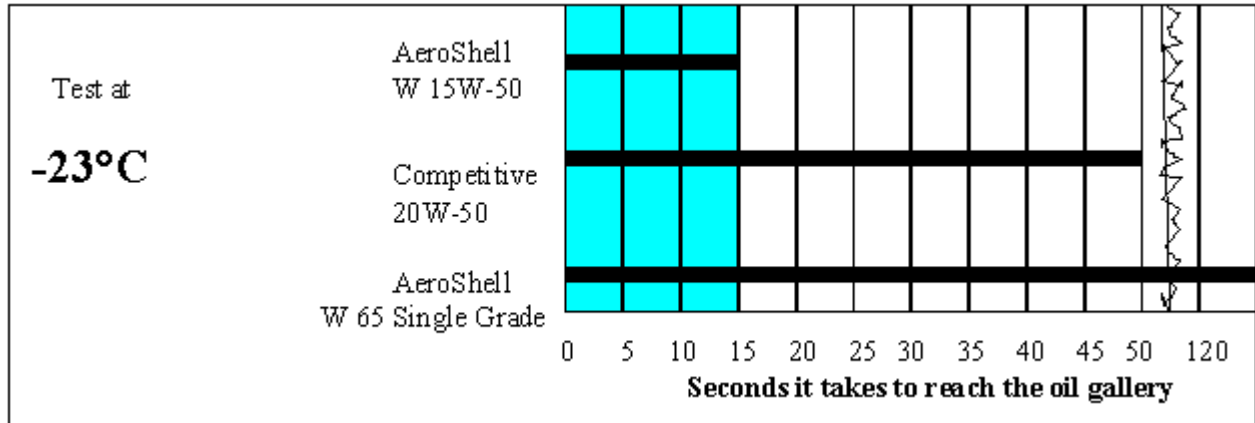 AeroShell
W 15W-50
Test at
-23°C
Competitive
20W-50
AeroShell
W 65 Single Grade
0 5 10 15 20 25 30 35 40 45 50 120
Seconds it takes to reach the oil gallery